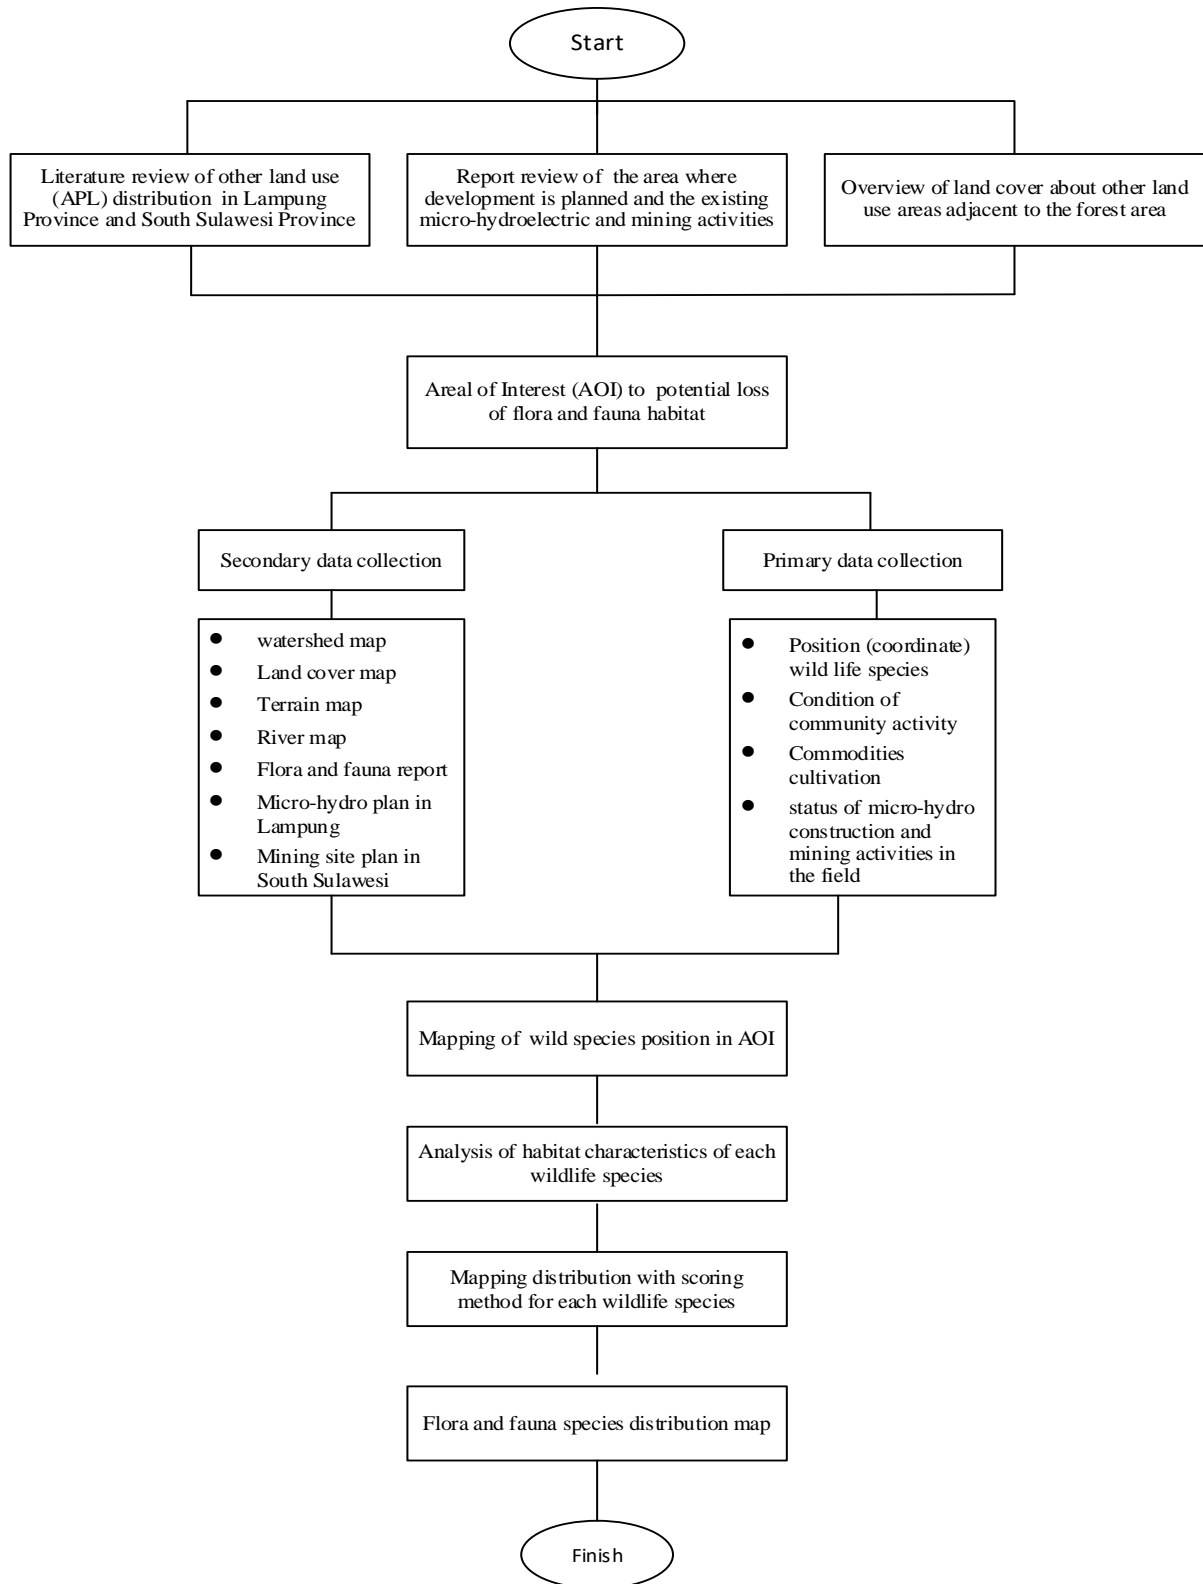 Start
Literature review of other land use
(APL) distribution in Lampung
Province and South Sulawesi Province
Report review of the area where
development is planned and the existing
micro-hydroelectric and mining activities
Overview of land cover about other land
use areas adjacent to the forest area
Areal of Interest (AOI) to potential loss
of flora and fauna habitat
Secondary data collection
Primary data collection
● watershed map
● Land cover map
● Terrain map
● River map
● Flora and fauna report
● Micro-hydro plan in
Lampung
● Mining site plan in
South Sulawesi
● Position (coordinate)
wild life species
● Condition of
community activity
● Commodities
cultivation
● status of micro-hydro
construction and
mining activities in
the field
Mapping of wild species position in AOI
Analysis of habitat characteristics of each
wildlife species
Mapping distribution with scoring
method for each wildlife species
Flora and fauna species distribution map
Finish